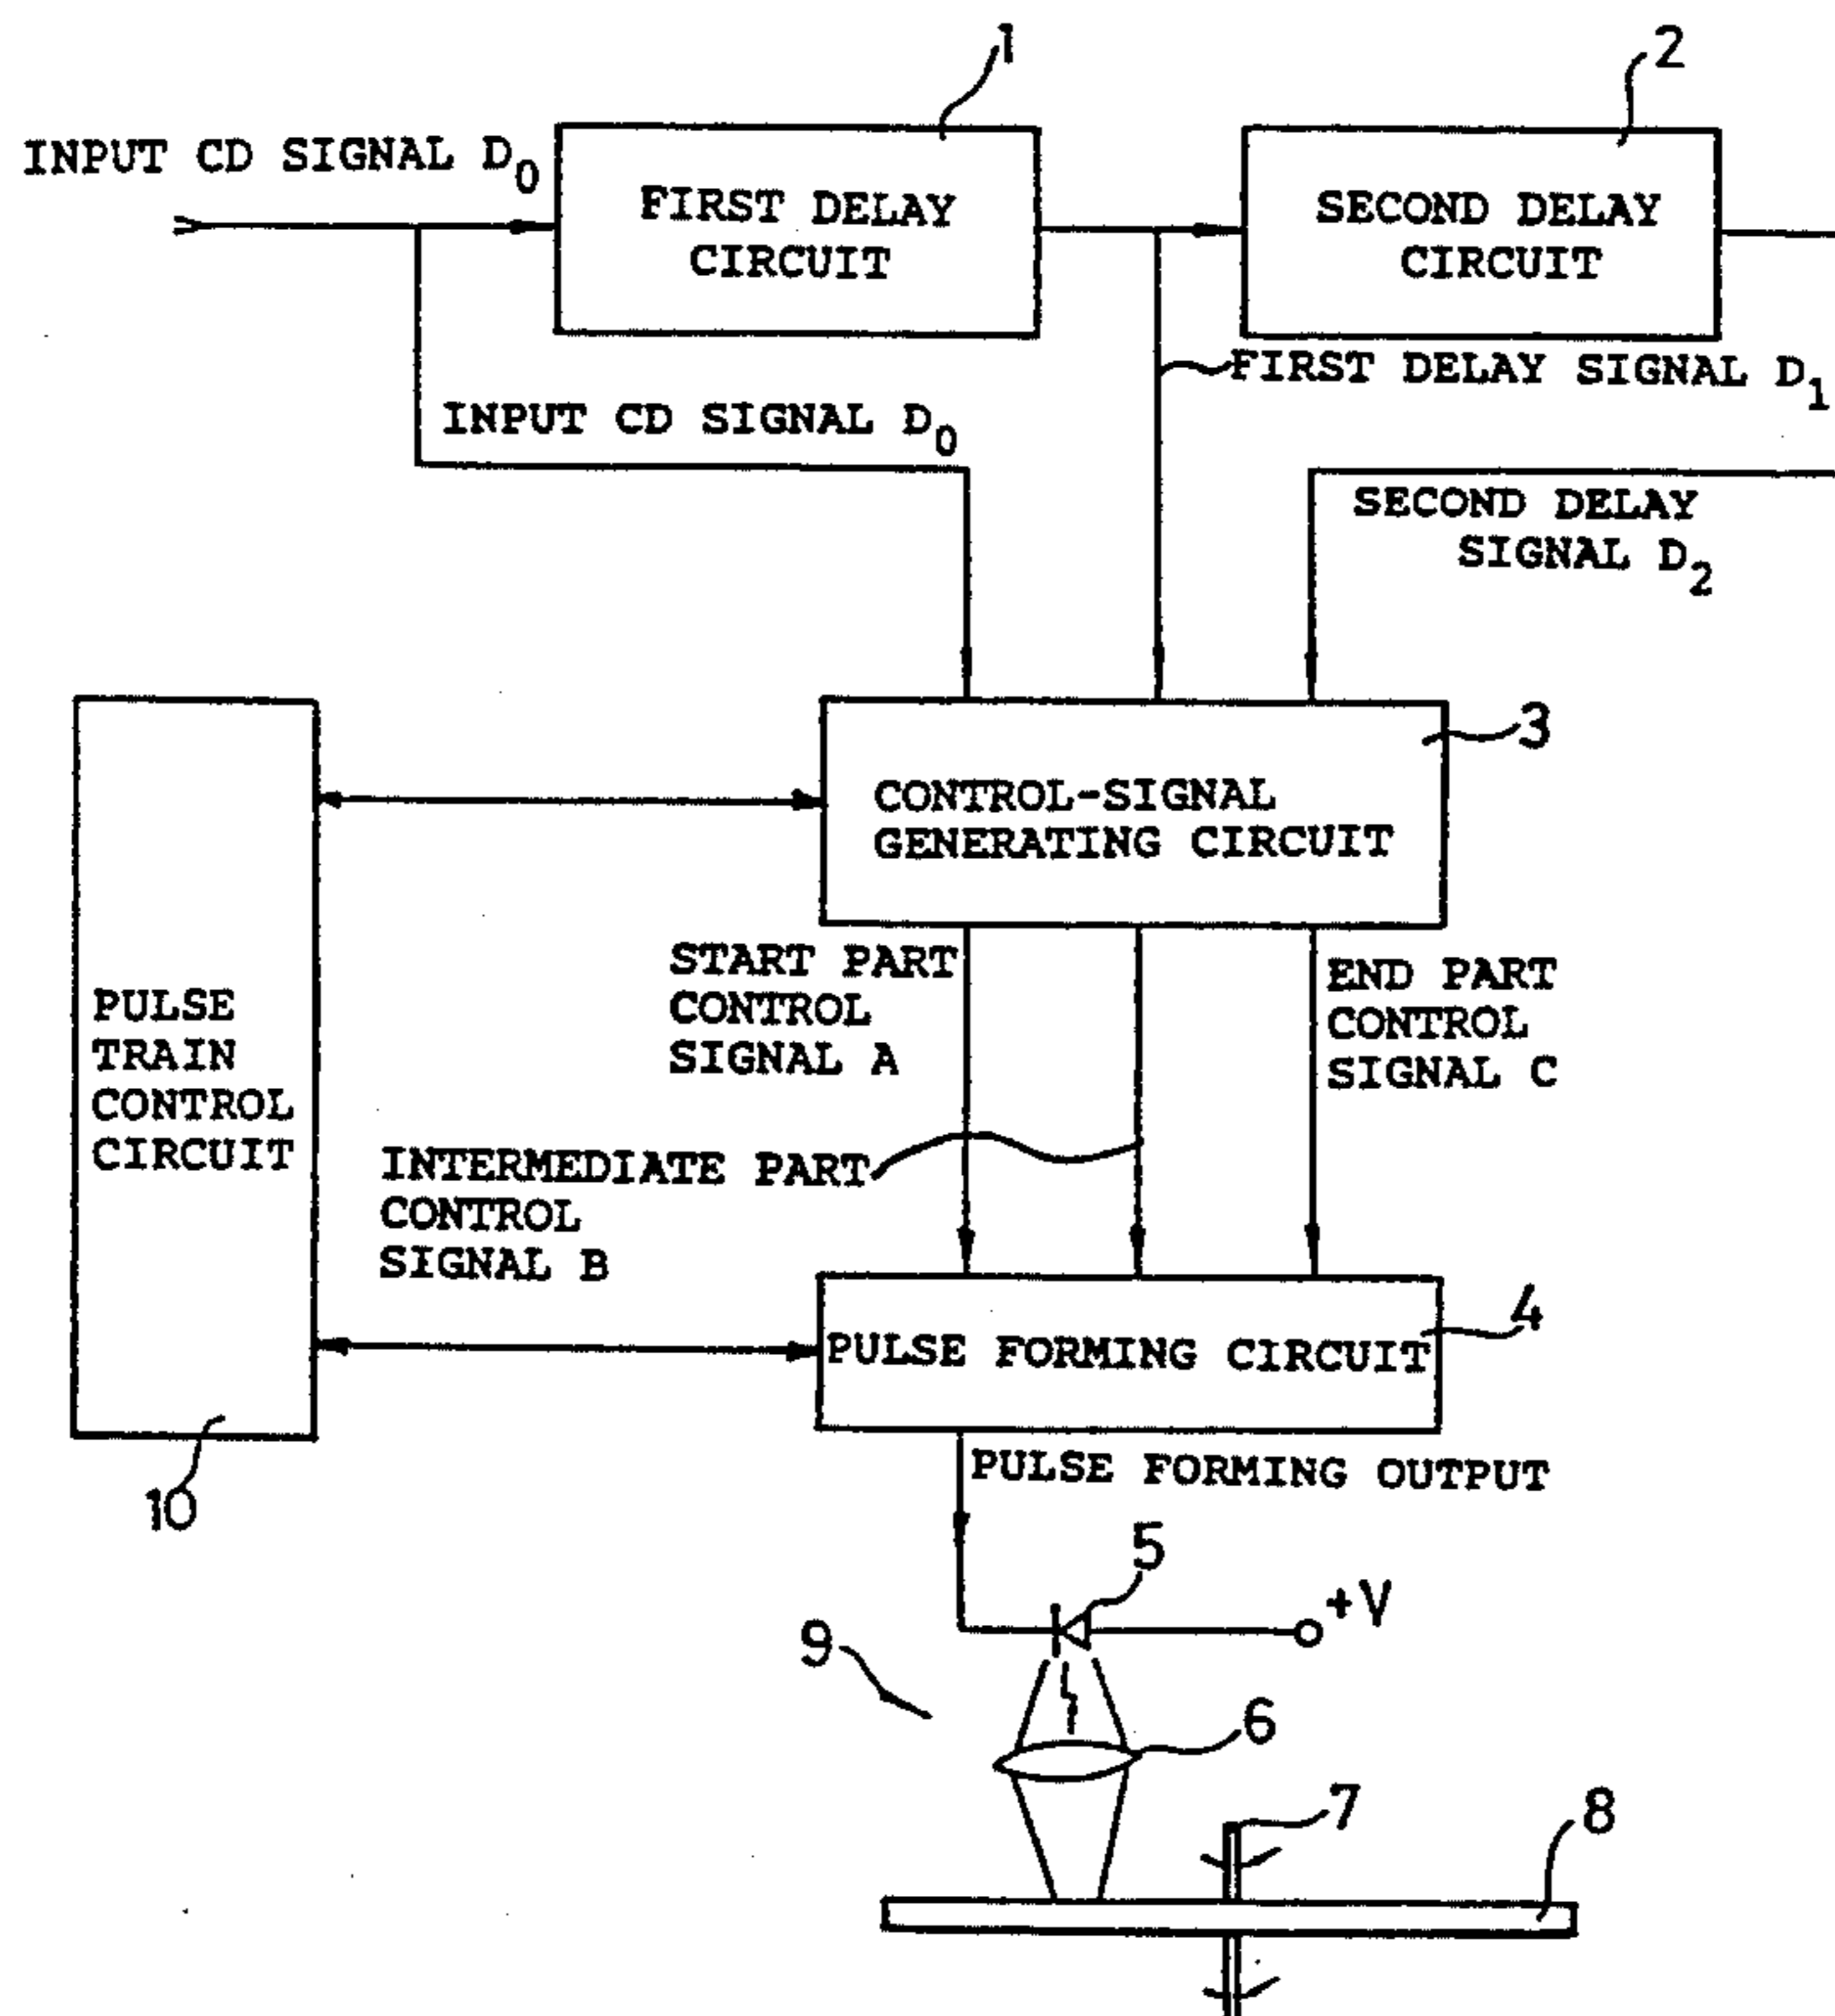 1
2
INPUT CD SIGNAL D0
FIRST DELAY
CIRCUIT
SECOND DELAY
CIRCUIT
FIRST DELAY SIGNAL D1
INPUT CD SIGNAL D0
SECOND DELAY
SIGNAL D2
3
CONTROL-SIGNAL
GENERATING CIRCUIT
START PART
CONTROL
SIGNAL A
END PART
CONTROL
SIGNAL C
PULSE
TRAIN
CONTROL
CIRCUIT
INTERMEDIATE PART
CONTROL
SIGNAL B
4
PULSE FORMING CIRCUIT
10
PULSE FORMING OUTPUT
5
+V
9
6
7
8